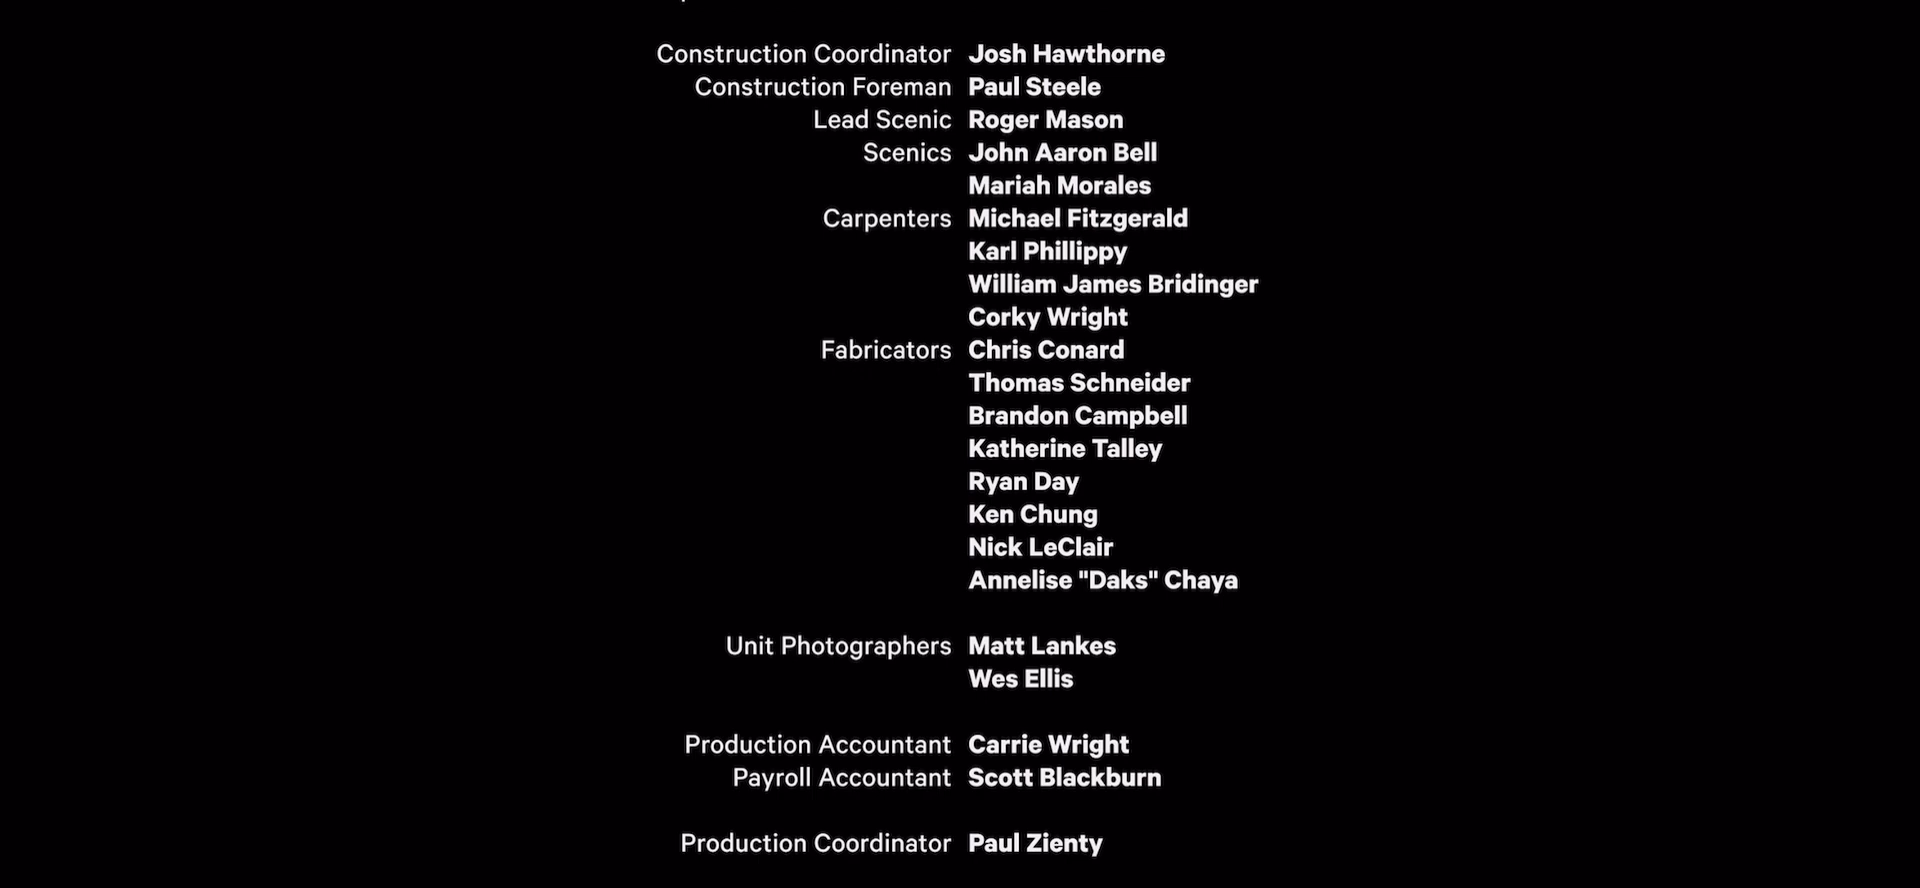 Construction Coordinator Josh Hawthorne
Construction Foreman Paul Steele
Lead Scenic Roger Mason
Scenics John Aaron Bell
Mariah Morales
Carpenters Michael Fitzgerald
Karl Phillippy
William James Bridinger
Corky Wright
Fabricators Chris Conard
Thomas Schneider
Brandon Campbell
Katherine Talley
Ryan Day
Ken Chung
Nick LeClair
Annelise "Daks" Chaya
Unit Photographers Matt Lankes
Wes Ellis
Production Accountant Carrie Wright
Payroll Accountant Scott Blackburn
Production Coordinator Paul Zienty